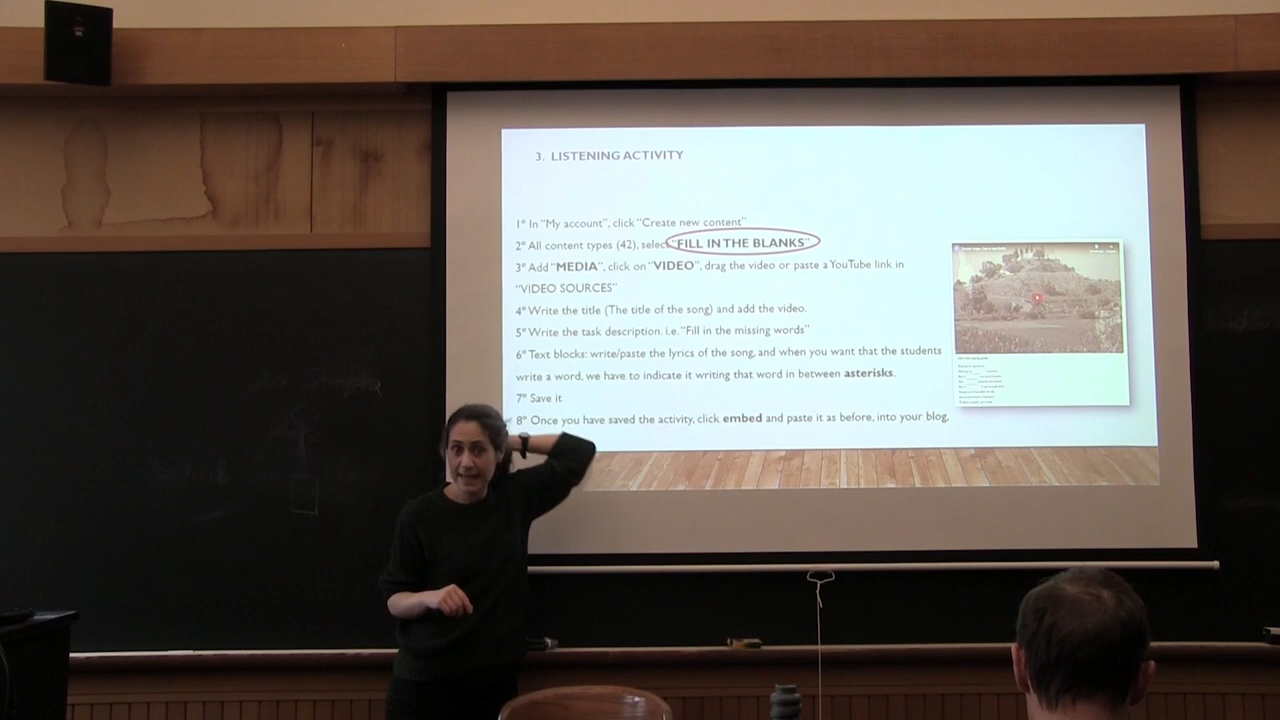 3. LISTENING ACTIVITY
1º In "My account", click "Create new content"
2º All content types (42), select "FILL IN THE BLANKS"
3º Add "MEDIA", click on "VIDEO", drag the video or paste a YouTube link in
"VIDEO SOURCES"
4º Write the title (The title of the song) and add the video.
5º Write the task description. i.e. "Fill in the missing words"
6º Text blocks: write/paste the lyrics of the song, and when you want that the students
write a word, we have to indicate it writing that word in between asterisks.
7º Save it
8º Once you have saved the activity, click embed and paste it as before, into your blog.